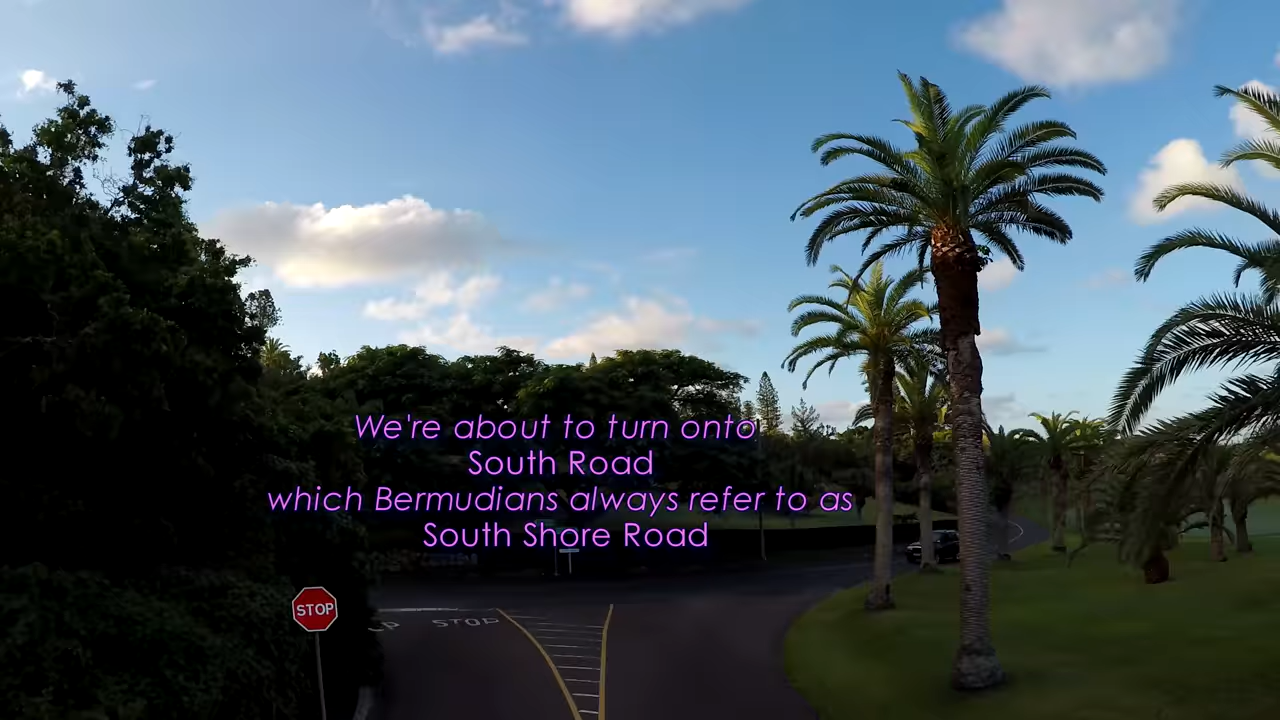 We're about to turn onto
South Road
which Bermudians always refer to as
South Shore Road
STOP
STOP